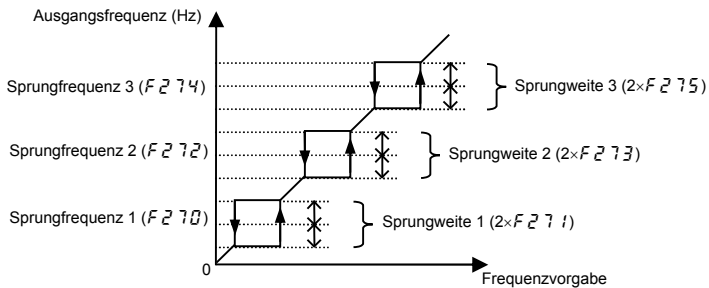 Ausgangsfrequenz (Hz)
Sprungfrequenz 3 (F274)
Sprungweite 3 (2×F275)
Sprungfrequenz 2 (F272)
Sprungweite 2 (2×F273)
Sprungfrequenz 1 (F270)
Sprungweite 1 (2×F271)
0
Frequenzvorgabe